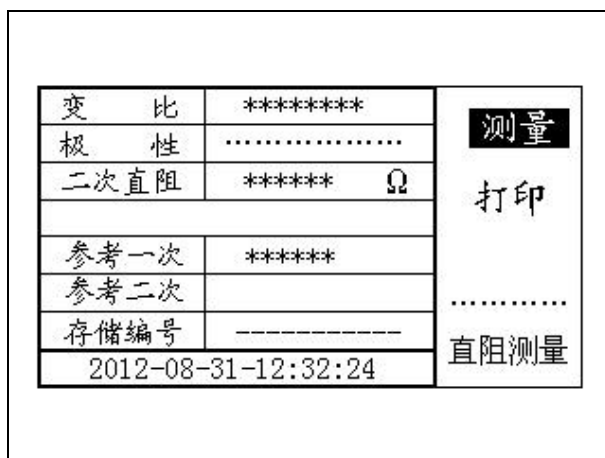 变 比 ********
极 性 ………………
二次直阻 ****** Ω
参考一次 ******
参考二次
存储编号 -----------
2012-08-31-12:32:24
测量
打印
…………
直阻测量